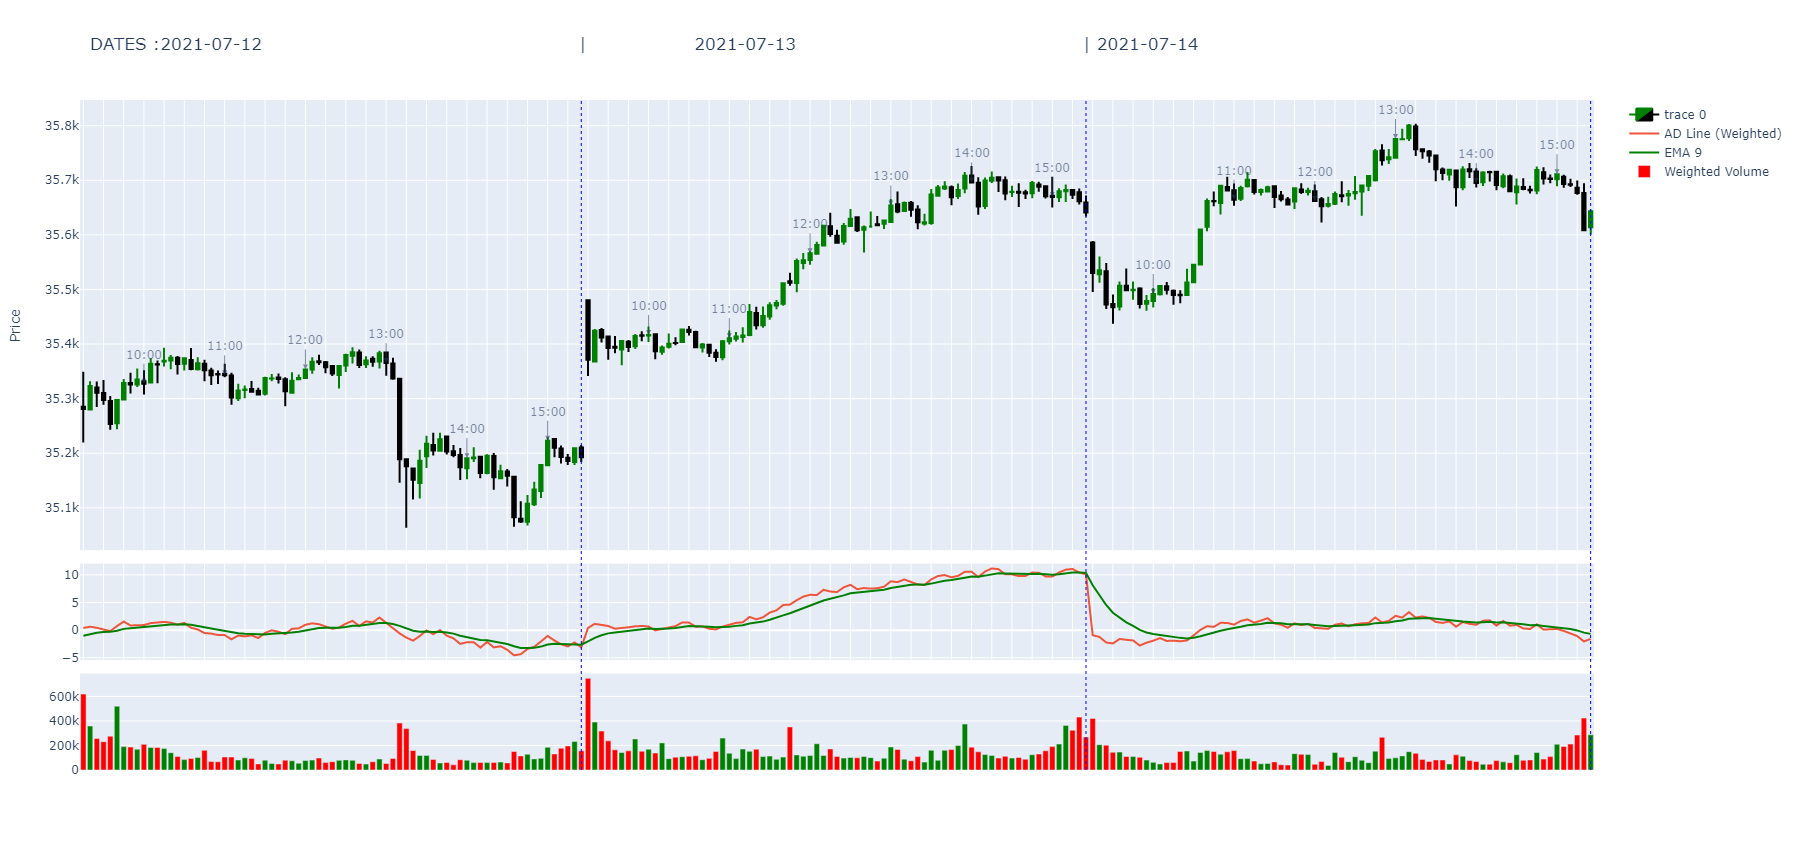 DATES :2021-07-12 | 2021-07-13 | 2021-07-14
Price
35.8k
35.7k
35.6k
35.5k
35.4k
35.3k
35.2k
35.1k
10:00 11:00 12:00 13:00 14:00 15:00
10:00 11:00 12:00 13:00 14:00 15:00
10:00 11:00 12:00 13:00 14:00 15:00
10
5
0
−5
600k
400k
200k
0
trace 0
AD Line (Weighted)
EMA 9
Weighted Volume